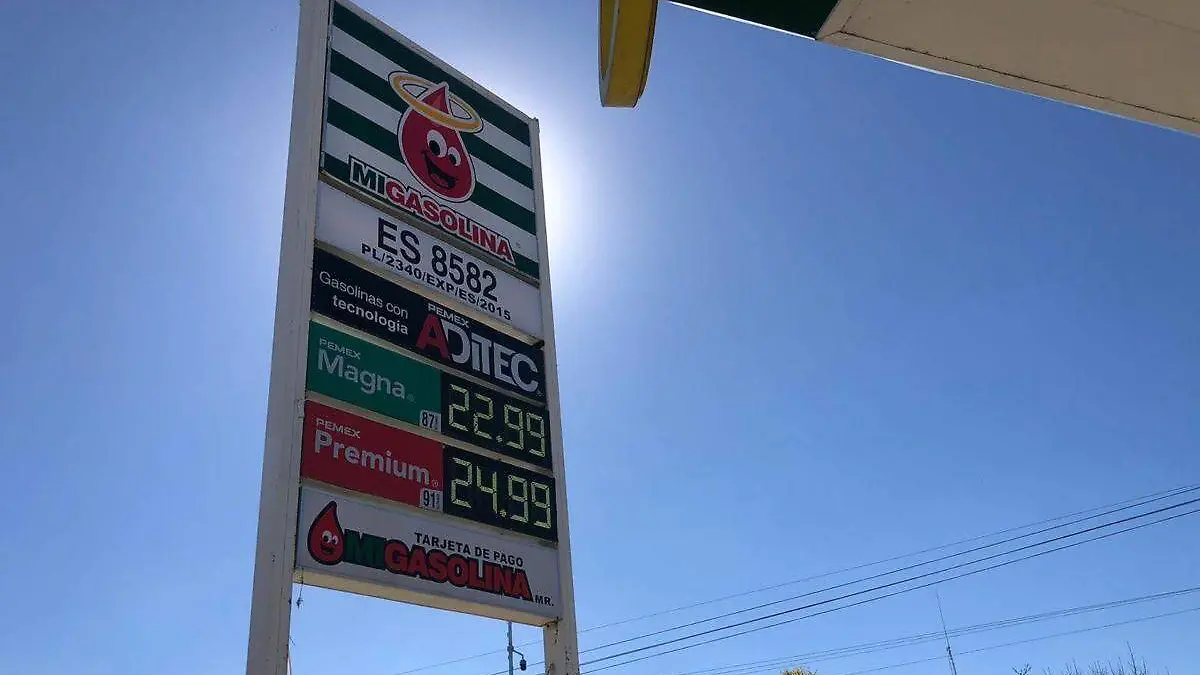 MIGASOLINA
ES 8582
PL/2340/EXP/ES/2015
Gasolinas con
tecnología
PEMEX
ADITEC
PEMEX
Magna
87
22.99
PEMEX
Premium
91
24.99
TARJETA DE PAGO
MIGASOLINA MR.